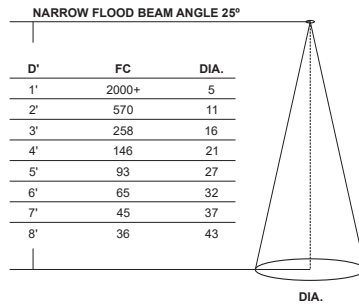 NARROW FLOOD BEAM ANGLE 25º
D' FC DIA.
1' 2000+ 5
2' 570 11
3' 258 16
4' 146 21
5' 93 27
6' 65 32
7' 45 37
8' 36 43
DIA.